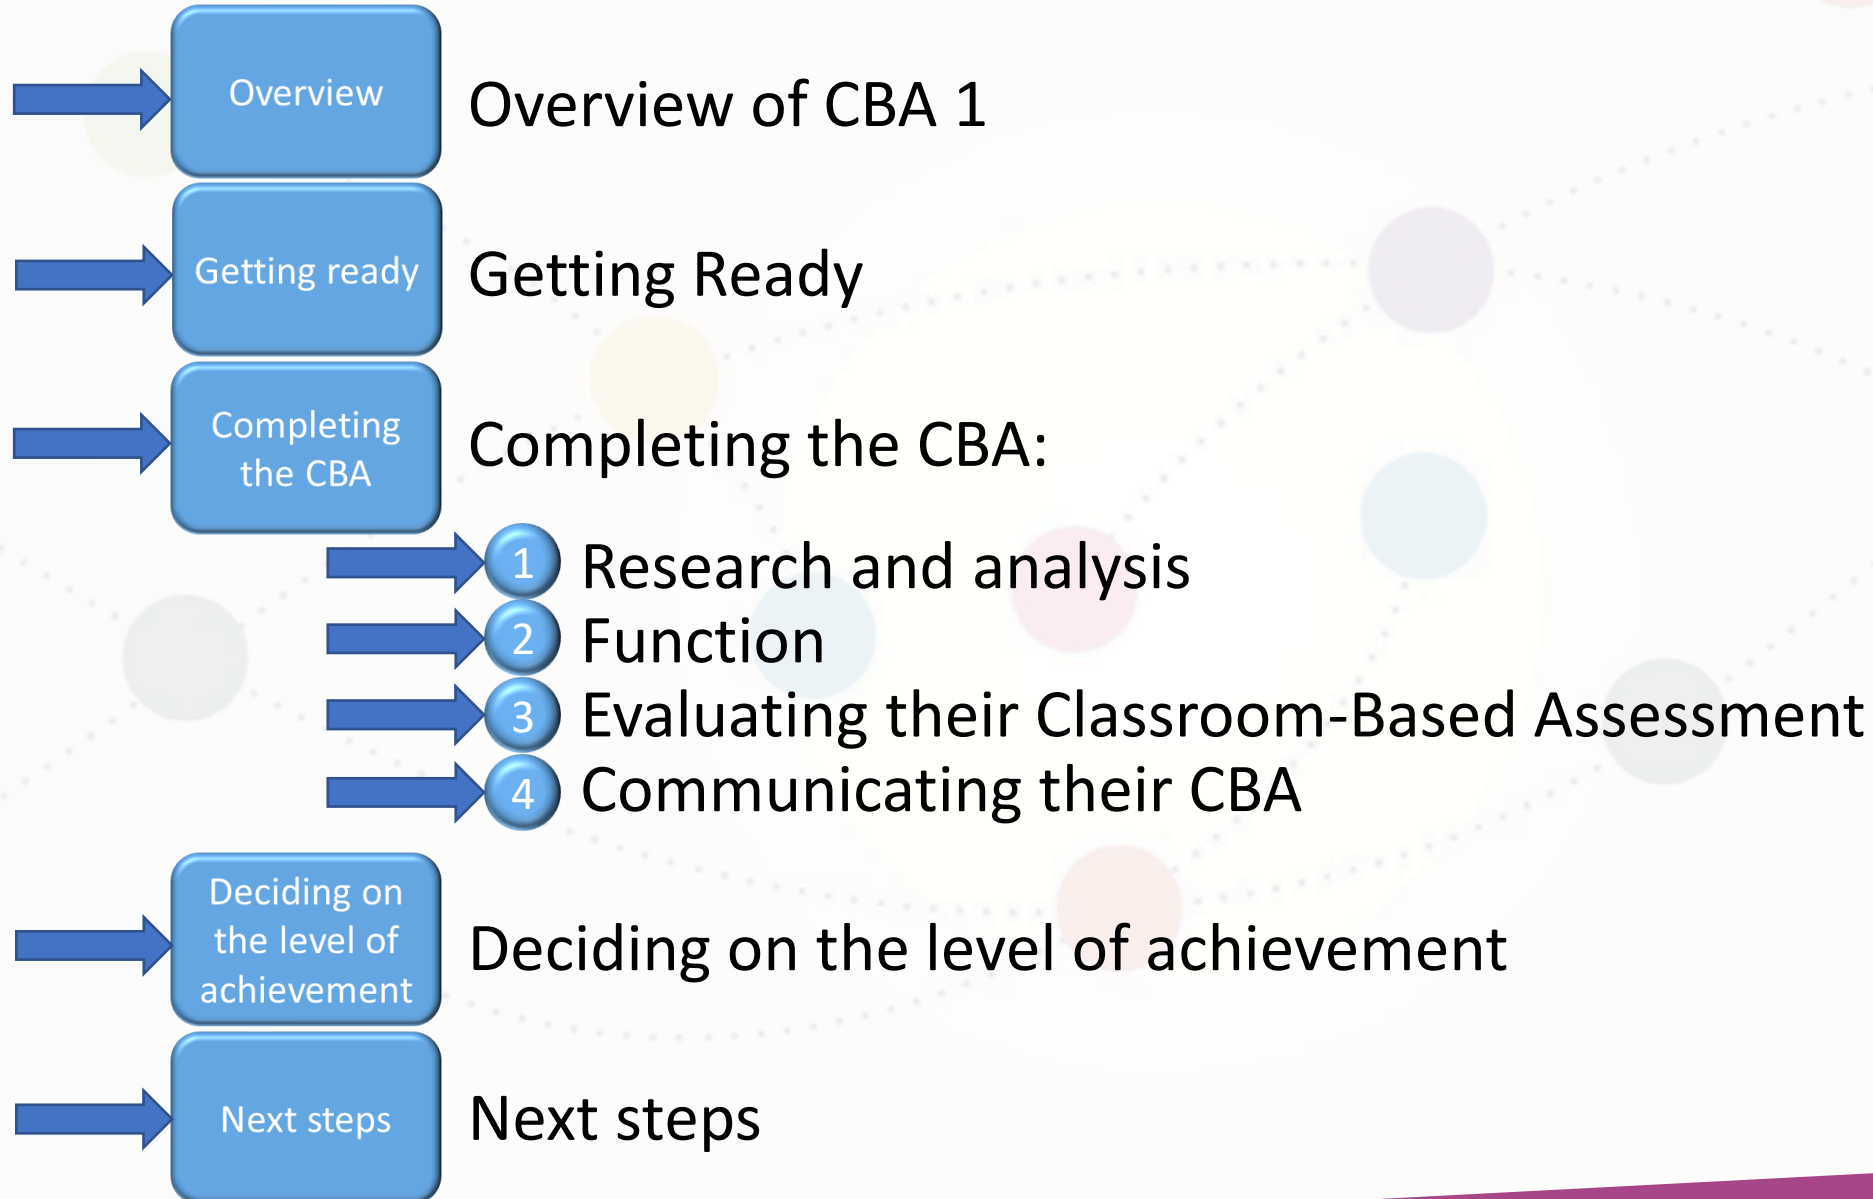 Overview
Overview of CBA 1
Getting ready
Getting Ready
Completing
the CBA
Completing the CBA:
1 Research and analysis
2 Function
3 Evaluating their Classroom-Based Assessment
4 Communicating their CBA
Deciding on
the level of
achievement
Deciding on the level of achievement
Next steps
Next steps